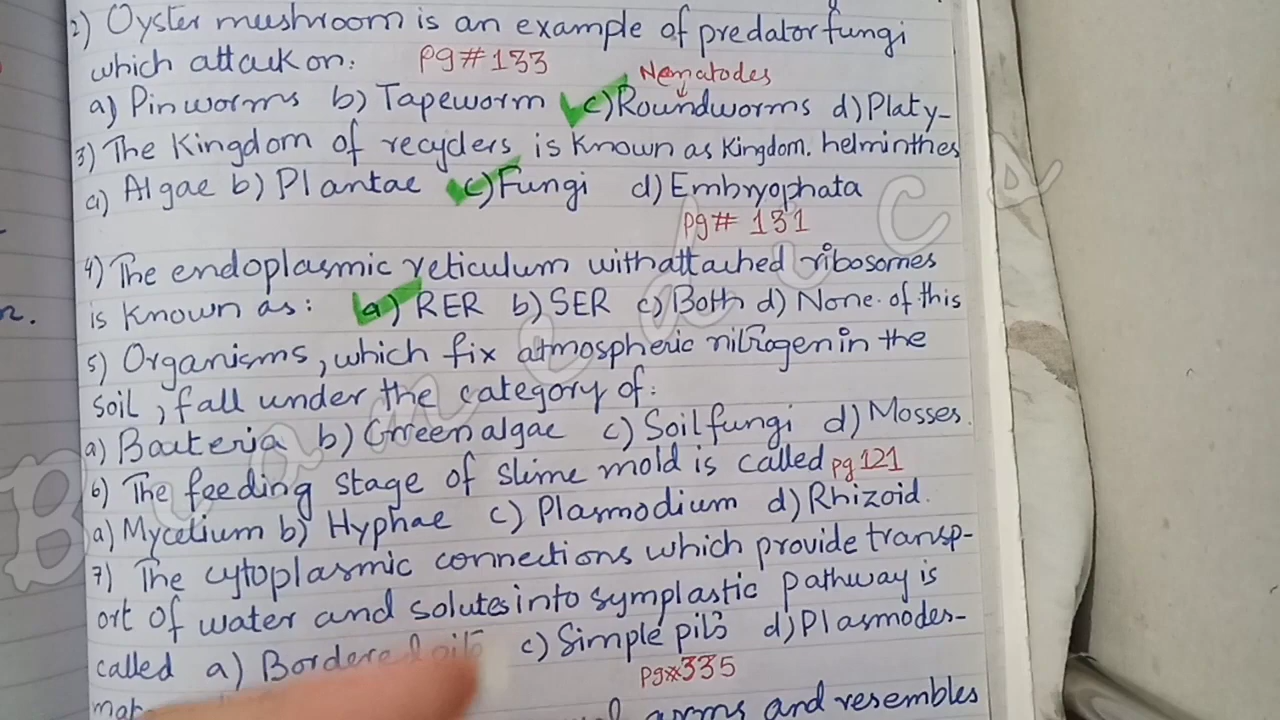 2) Oyster mushroom is an example of predator fungi
which attack on: pg#133
Nematodes
a) Pinworms b) Tapeworm c) Roundworms d) Platy-
3) The Kingdom of recyclers is known as Kingdom. helminthes
a) Algae b) Plantae c) Fungi d) Embryophata
pg# 131
4) The endoplasmic reticulum with attached ribosomes
is known as: a) RER b) SER c) Both d) None of this
5) Organisms, which fix atmospheric nitrogen in the
soil, fall under the category of:
a) Bacteria b) Green algae c) Soil fungi d) Mosses.
6) The feeding stage of slime mold is called pg 121
a) Mycelium b) Hyphae c) Plasmodium d) Rhizoid.
7) The cytoplasmic connections which provide transp-
ort of water and solutes into symplastic pathway is
called a) Bordered pits c) Simple pits d) Plasmodes-
pg#335
arms and resembles